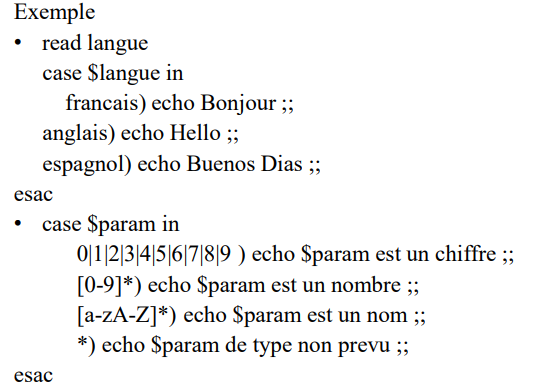 Exemple
• read langue
case $langue in
francais) echo Bonjour ;;
anglais) echo Hello ;;
espagnol) echo Buenos Dias ;;
esac
• case $param in
0|1|2|3|4|5|6|7|8|9 ) echo $param est un chiffre ;;
[0-9]*) echo $param est un nombre ;;
[a-zA-Z]*) echo $param est un nom ;;
*) echo $param de type non prevu ;;
esac